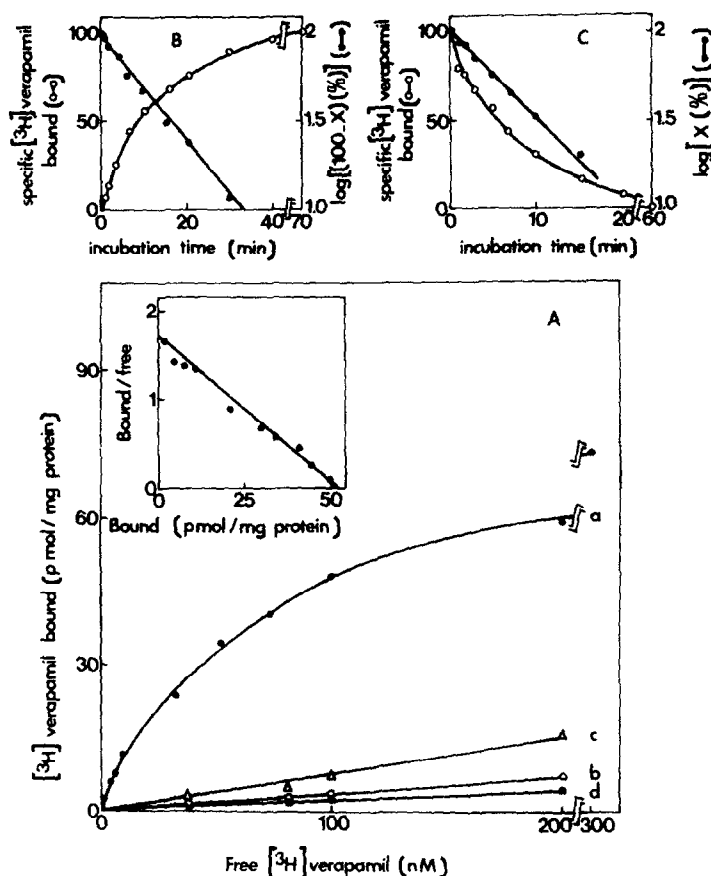 B
100
50
0
specific [³H] verapamil
bound (o-o)
0 10 20 30 40 70
incubation time (min)
2
1.5
1.0
log[(100-X)(%)] (•-•)
C
100
50
0
specific [³H] verapamil
bound (o-o)
0 10 20 60
incubation time (min)
2
1.5
1.0
log[X(%)] (•-•)
A
2
1
0
Bound/free
0 25 50
Bound (pmol/mg protein)
90
60
30
0
[³H] verapamil bound (pmol/mg protein)
a
c
b
d
0 100 200 300
Free [³H] verapamil (nM)